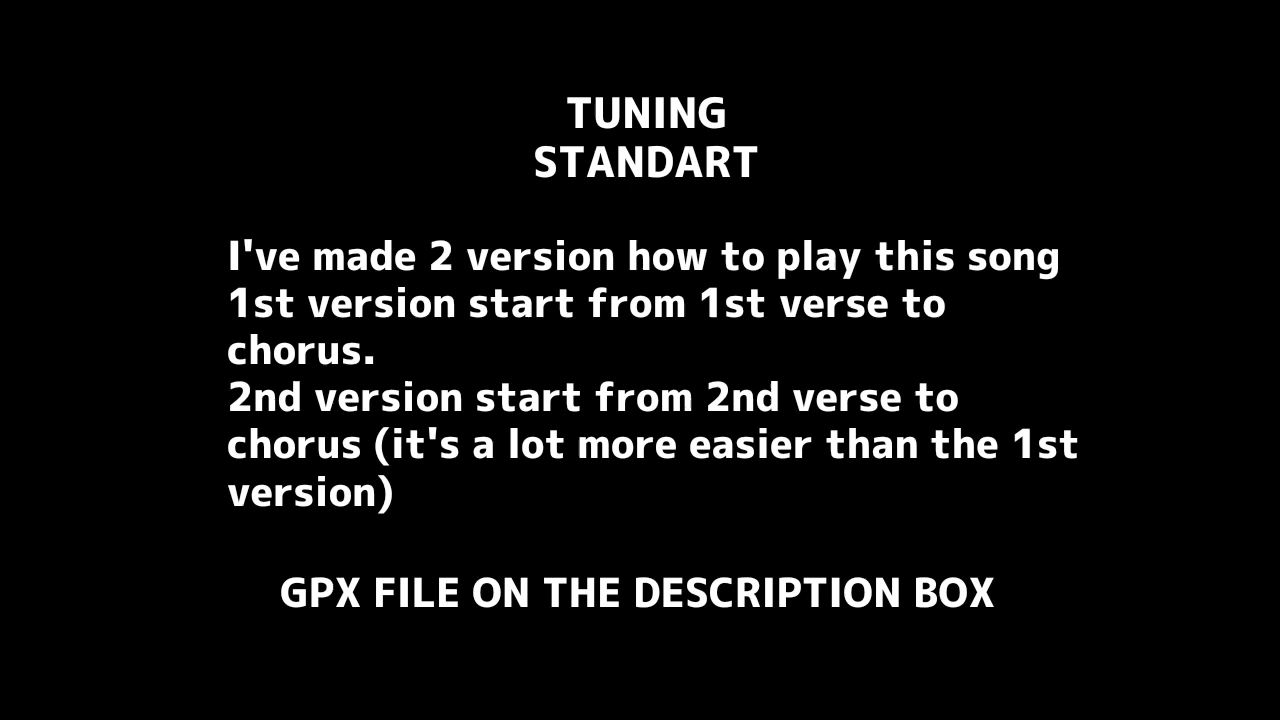 TUNING
STANDART
I've made 2 version how to play this song
1st version start from 1st verse to
chorus.
2nd version start from 2nd verse to
chorus (it's a lot more easier than the 1st
version)
GPX FILE ON THE DESCRIPTION BOX